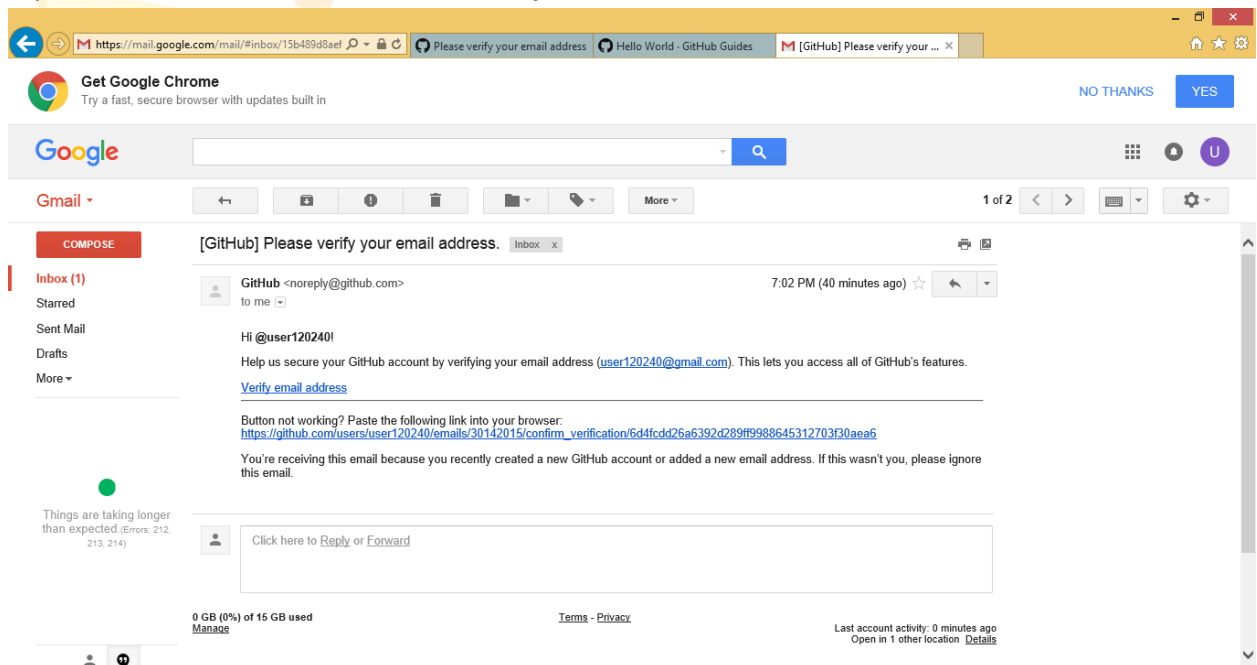 https://mail.google.com/mail/#inbox/15b489d8aef
Please verify your email address
Hello World - GitHub Guides
[GitHub] Please verify your ...
Get Google Chrome
Try a fast, secure browser with updates built in
NO THANKS
YES
Google
U
Gmail
More
1 of 2
COMPOSE
[GitHub] Please verify your email address.
Inbox x
Inbox (1)
GitHub <noreply@github.com>
7:02 PM (40 minutes ago)
Starred
to me
Sent Mail
Hi @user120240!
Drafts
Help us secure your GitHub account by verifying your email address (user120240@gmail.com). This lets you access all of GitHub's features.
More
Verify email address
Button not working? Paste the following link into your browser:
https://github.com/users/user120240/emails/30142015/confirm_verification/6d4fcdd26a6392d289ff9988645312703f30aea6
You're receiving this email because you recently created a new GitHub account or added a new email address. If this wasn't you, please ignore
this email.
Things are taking longer
than expected.(Errors: 212,
213, 214)
Click here to Reply or Forward
0 GB (0%) of 15 GB used
Manage
Terms - Privacy
Last account activity: 0 minutes ago
Open in 1 other location Details